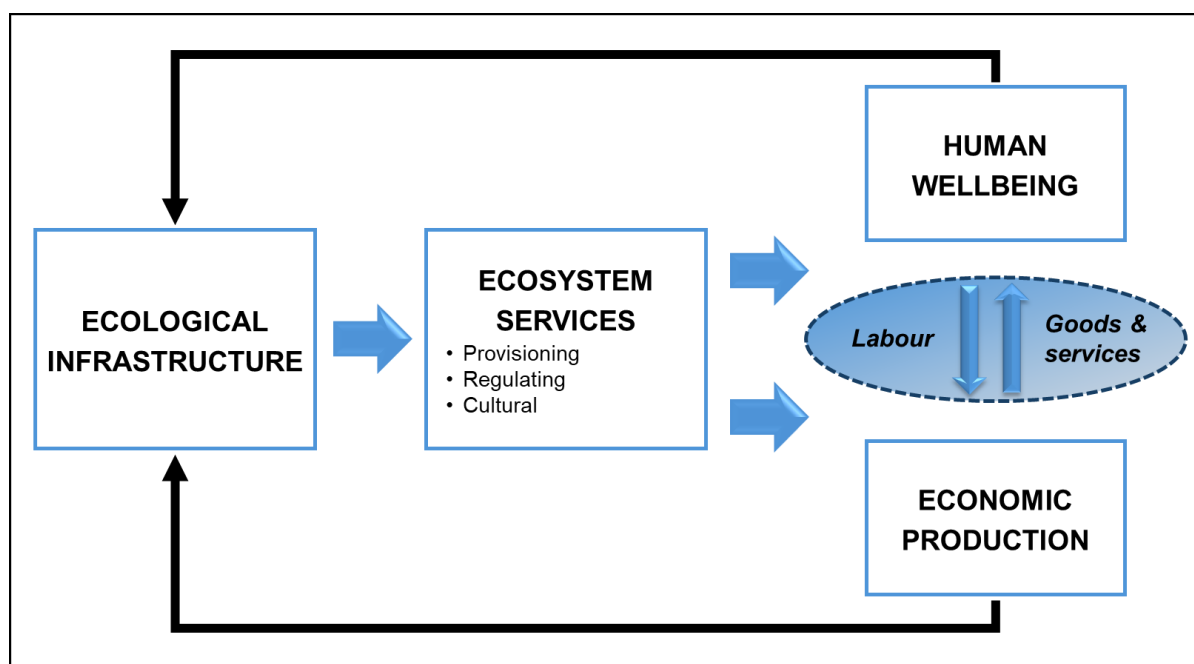 ECOLOGICAL
INFRASTRUCTURE
ECOSYSTEM
SERVICES
• Provisioning
• Regulating
• Cultural
HUMAN
WELLBEING
Labour
Goods &
services
ECONOMIC
PRODUCTION